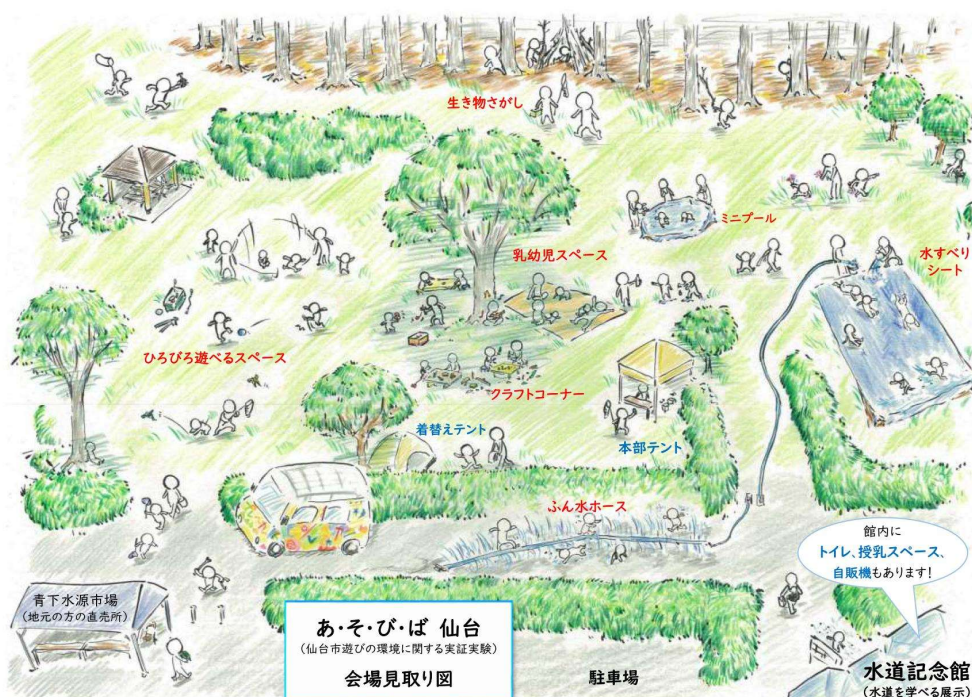 生き物さがし
ミニプール
乳幼児スペース
水すべり
シート
ひろびろ遊べるスペース
クラフトコーナー
着替えテント
本部テント
ふん水ホース
館内に
トイレ、授乳スペース、
自販機もあります!
青下水源市場
(地元の方の直売所)
あ・そ・び・ば 仙台
(仙台市遊びの環境に関する実証実験)
会場見取り図
駐車場
水道記念館
(水道を学べる展示)